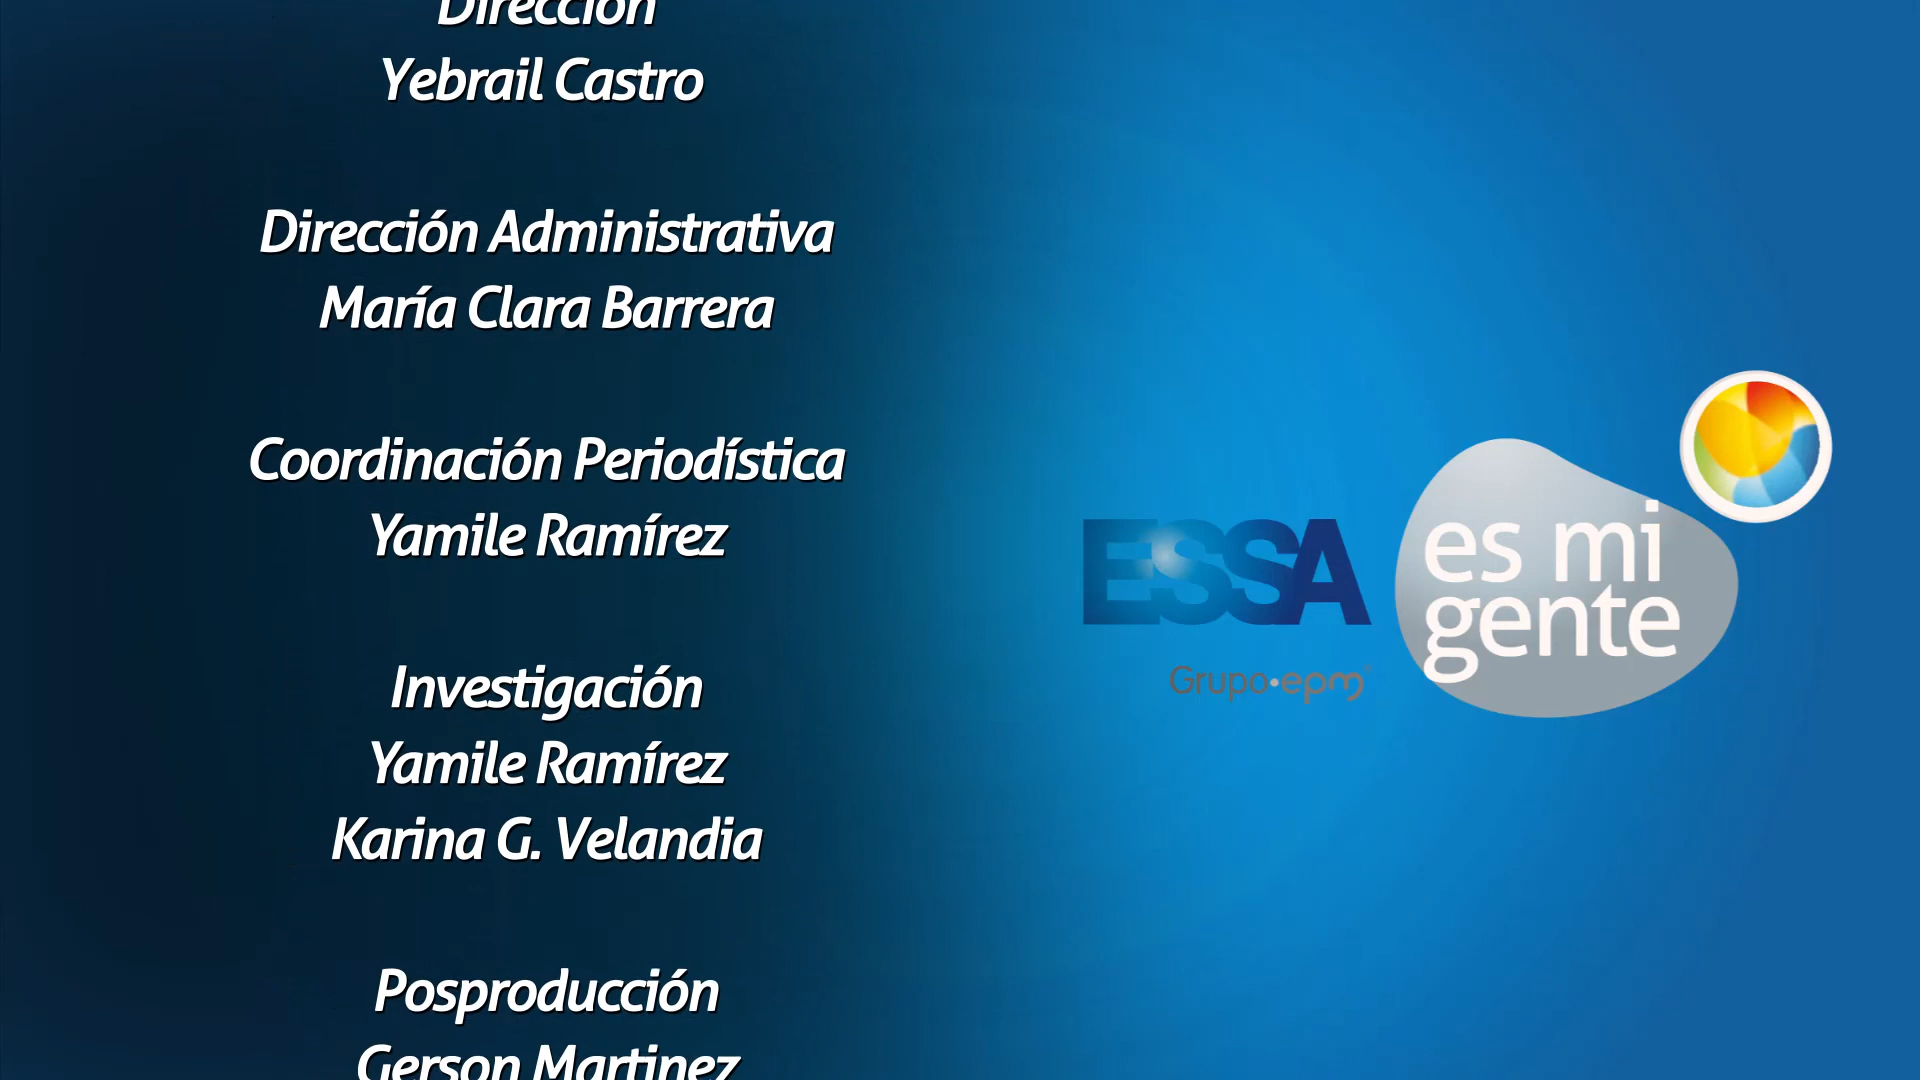 Dirección
Yebrail Castro
Dirección Administrativa
María Clara Barrera
Coordinación Periodística
Yamile Ramírez
Investigación
Yamile Ramírez
Karina G. Velandia
Posproducción
Gerson Martinez
ESSA
Grupo·epm®
es mi
gente